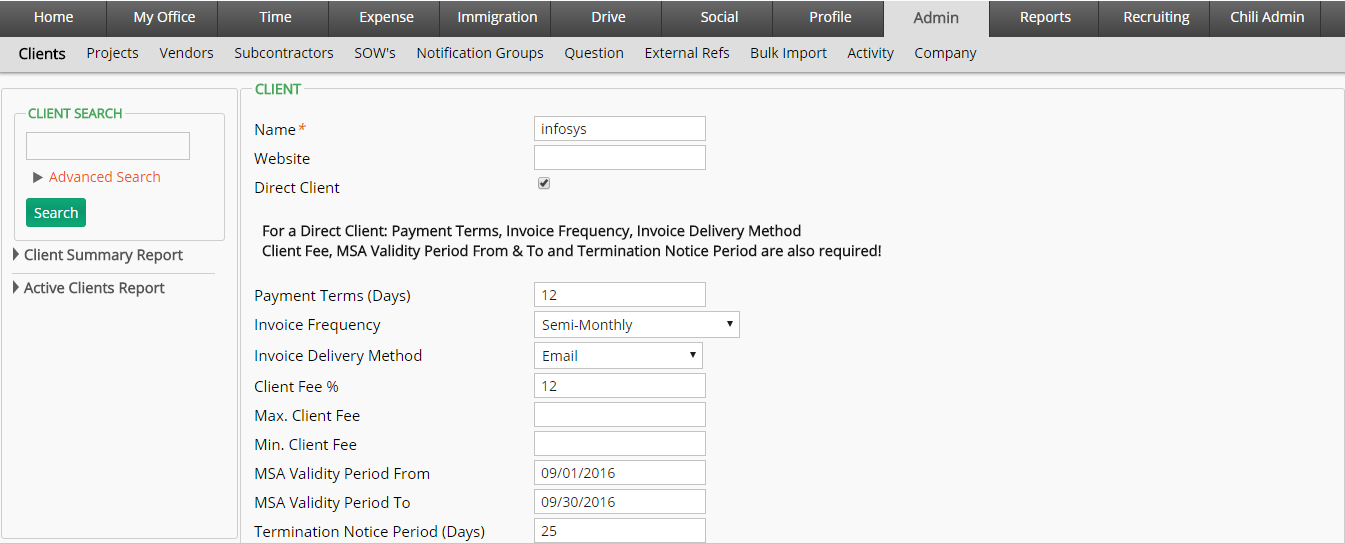 Home My Office Time Expense Immigration Drive Social Profile Admin Reports Recruiting Chili Admin
Clients Projects Vendors Subcontractors SOW's Notification Groups Question External Refs Bulk Import Activity Company
CLIENT SEARCH
Advanced Search
Search
Client Summary Report
Active Clients Report
CLIENT
Name* infosys
Website
Direct Client
For a Direct Client: Payment Terms, Invoice Frequency, Invoice Delivery Method
Client Fee, MSA Validity Period From & To and Termination Notice Period are also required!
Payment Terms (Days) 12
Invoice Frequency Semi-Monthly
Invoice Delivery Method Email
Client Fee % 12
Max. Client Fee
Min. Client Fee
MSA Validity Period From 09/01/2016
MSA Validity Period To 09/30/2016
Termination Notice Period (Days) 25